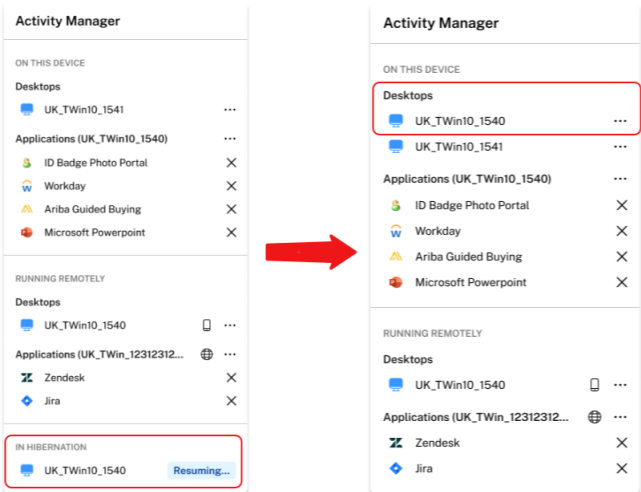 Activity Manager
ON THIS DEVICE
Desktops
UK_TWin10_1541
Applications (UK_TWin10_1540)
ID Badge Photo Portal
Workday
Ariba Guided Buying
Microsoft Powerpoint
RUNNING REMOTELY
Desktops
UK_TWin10_1540
Applications (UK_TWin_12312312...
Zendesk
Jira
IN HIBERNATION
UK_TWin10_1540 Resuming...
Activity Manager
ON THIS DEVICE
Desktops
UK_TWin10_1540
UK_TWin10_1541
Applications (UK_TWin10_1540)
ID Badge Photo Portal
Workday
Ariba Guided Buying
Microsoft Powerpoint
RUNNING REMOTELY
Desktops
UK_TWin10_1540
Applications (UK_TWin_12312312...
Zendesk
Jira